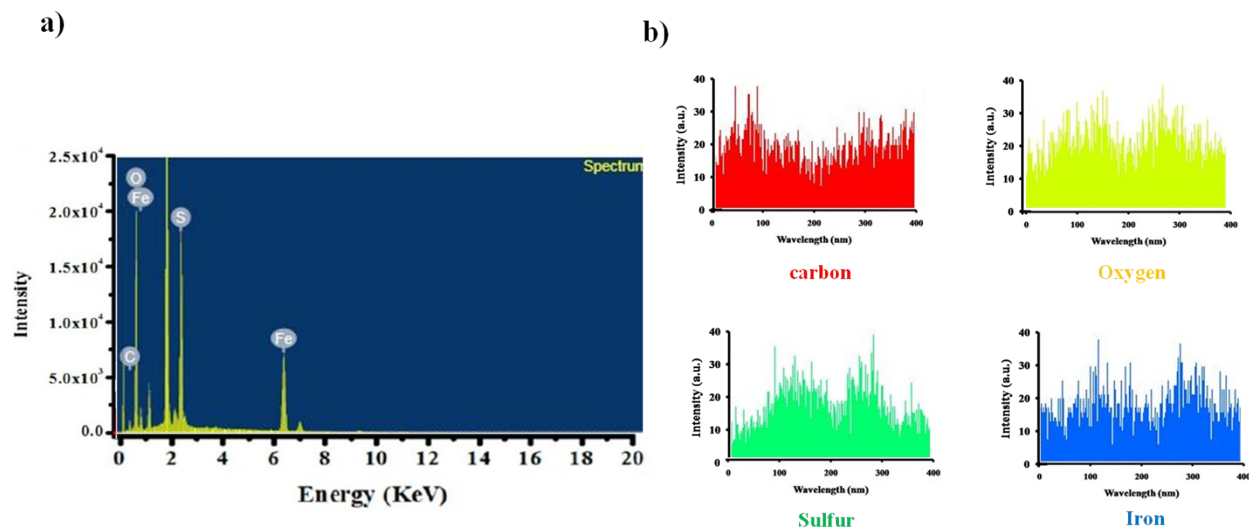 a)
Intensity
2.5x10⁴
2.0x10⁴
1.5x10⁴
1.0x10⁴
5.0x10³
0.0
O
Fe
C
S
Fe
Spectrum
0 2 4 6 8 10 12 14 16 18 20
Energy (KeV)
b)
Intensity (a.u.)
40
30
20
10
0
0 100 200 300 400
Wavelength (nm)
carbon
Intensity (a.u.)
40
30
20
10
0
0 100 200 300 400
Wavelength (nm)
Oxygen
Intensity (a.u.)
40
30
20
10
0
0 100 200 300 400
Wavelength (nm)
Sulfur
Intensity (a.u.)
40
30
20
10
0
0 100 200 300 400
Wavelength (nm)
Iron